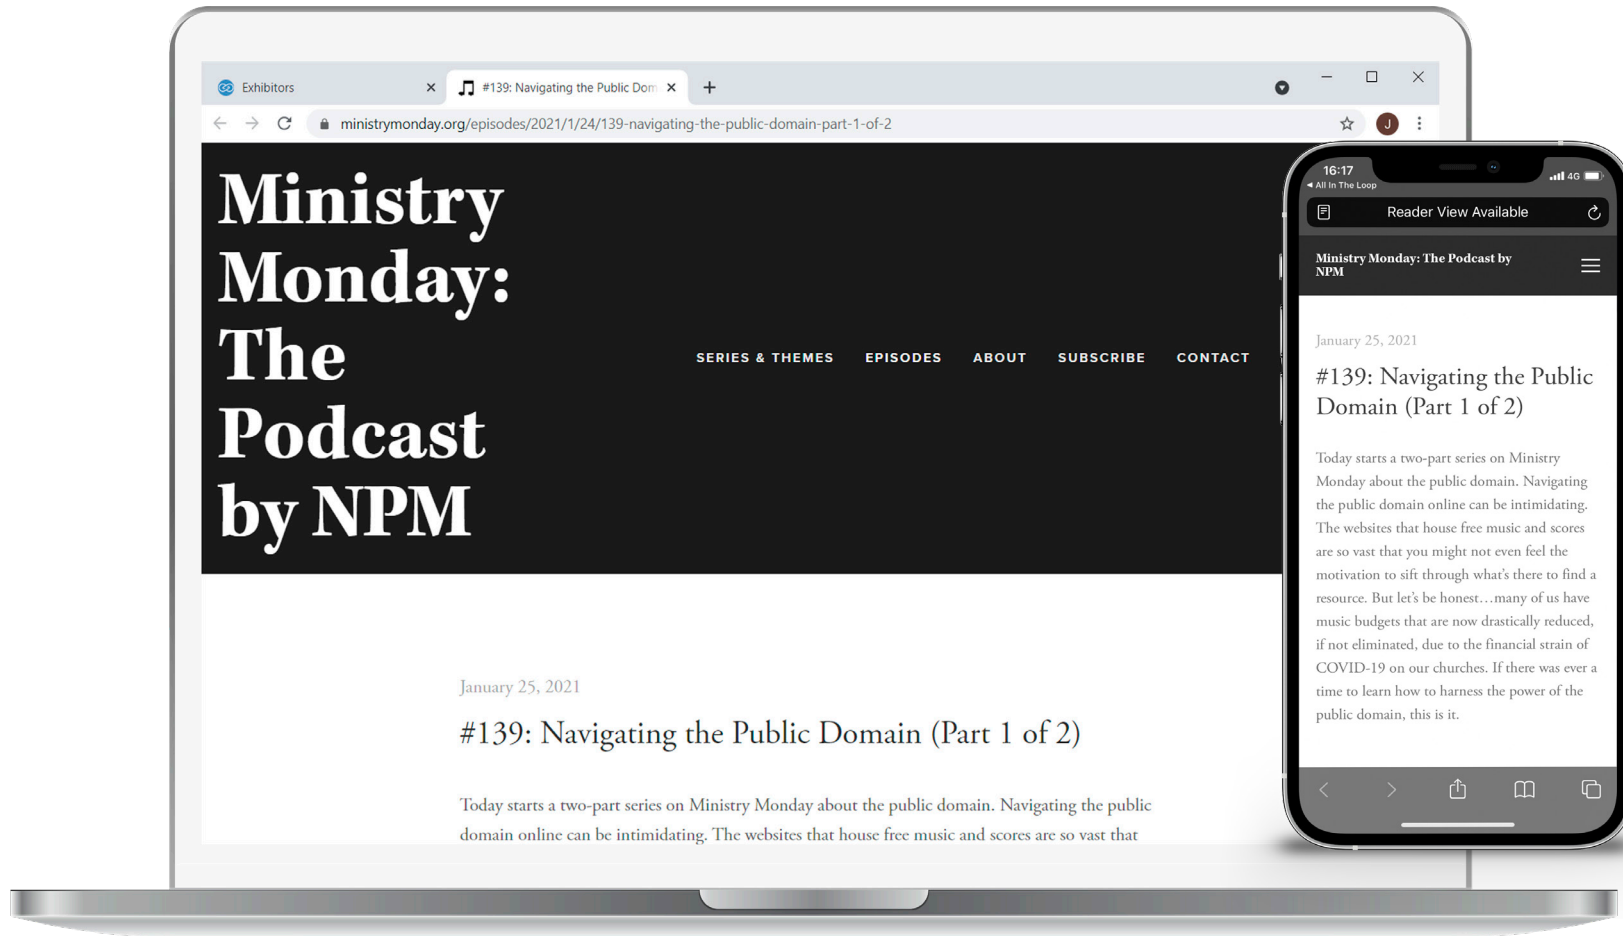 Exhibitors
#139: Navigating the Public Dom
ministrymonday.org/episodes/2021/1/24/139-navigating-the-public-domain-part-1-of-2
J
Ministry
Monday:
The
Podcast
by NPM
SERIES & THEMES EPISODES ABOUT SUBSCRIBE CONTACT
January 25, 2021
#139: Navigating the Public Domain (Part 1 of 2)
Today starts a two-part series on Ministry Monday about the public domain. Navigating the public
domain online can be intimidating. The websites that house free music and scores are so vast that
16:17
4G
All In The Loop
Reader View Available
Ministry Monday: The Podcast by
NPM
January 25, 2021
#139: Navigating the Public
Domain (Part 1 of 2)
Today starts a two-part series on Ministry
Monday about the public domain. Navigating
the public domain online can be intimidating.
The websites that house free music and scores
are so vast that you might not even feel the
motivation to sift through what's there to find a
resource. But let's be honest…many of us have
music budgets that are now drastically reduced,
if not eliminated, due to the financial strain of
COVID-19 on our churches. If there was ever a
time to learn how to harness the power of the
public domain, this is it.